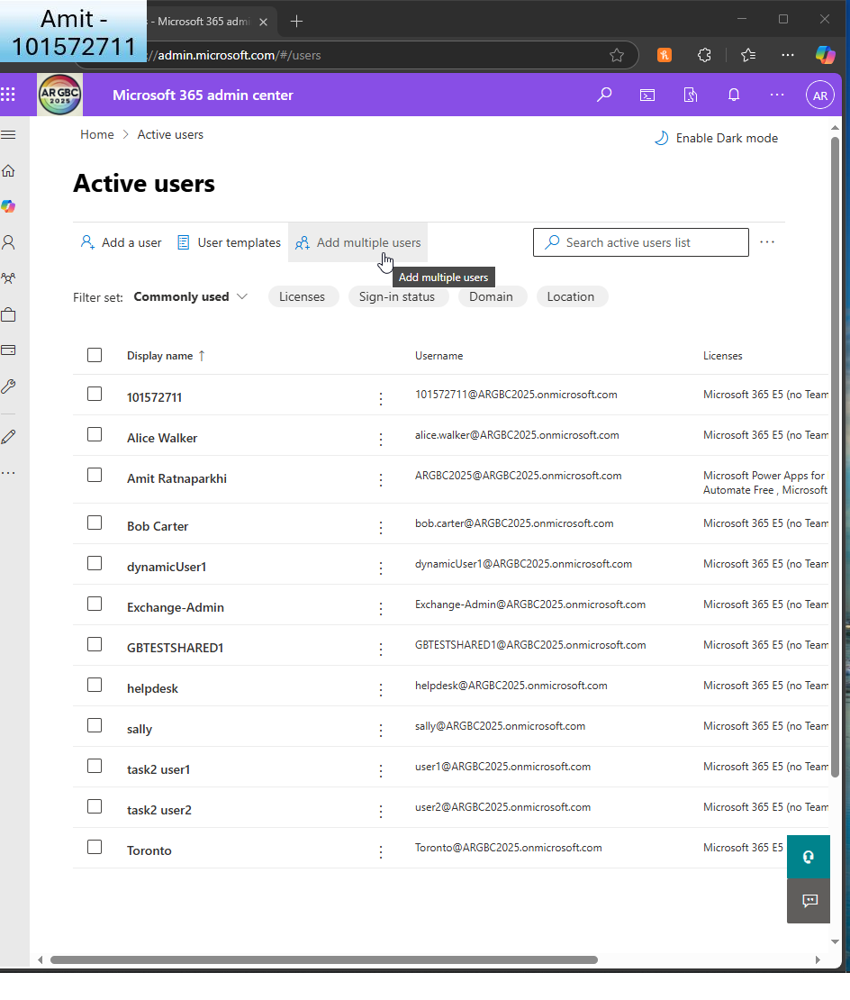 Amit -
101572711
s - Microsoft 365 admi
://admin.microsoft.com/#/users
AR GBC
2025
Microsoft 365 admin center
AR
Home > Active users
Enable Dark mode
Active users
Add a user
User templates
Add multiple users
Search active users list
Add multiple users
Filter set: Commonly used
Licenses
Sign-in status
Domain
Location
Display name ↑ Username Licenses
101572711 101572711@ARGBC2025.onmicrosoft.com Microsoft 365 E5 (no Team
Alice Walker alice.walker@ARGBC2025.onmicrosoft.com Microsoft 365 E5 (no Team
Amit Ratnaparkhi ARGBC2025@ARGBC2025.onmicrosoft.com Microsoft Power Apps for
Automate Free , Microsoft
Bob Carter bob.carter@ARGBC2025.onmicrosoft.com Microsoft 365 E5 (no Team
dynamicUser1 dynamicUser1@ARGBC2025.onmicrosoft.com Microsoft 365 E5 (no Team
Exchange-Admin Exchange-Admin@ARGBC2025.onmicrosoft.com Microsoft 365 E5 (no Team
GBTESTSHARED1 GBTESTSHARED1@ARGBC2025.onmicrosoft.com Microsoft 365 E5 (no Team
helpdesk helpdesk@ARGBC2025.onmicrosoft.com Microsoft 365 E5 (no Team
sally sally@ARGBC2025.onmicrosoft.com Microsoft 365 E5 (no Team
task2 user1 user1@ARGBC2025.onmicrosoft.com Microsoft 365 E5 (no Team
task2 user2 user2@ARGBC2025.onmicrosoft.com Microsoft 365 E5 (no Team
Toronto Toronto@ARGBC2025.onmicrosoft.com Microsoft 365 E5